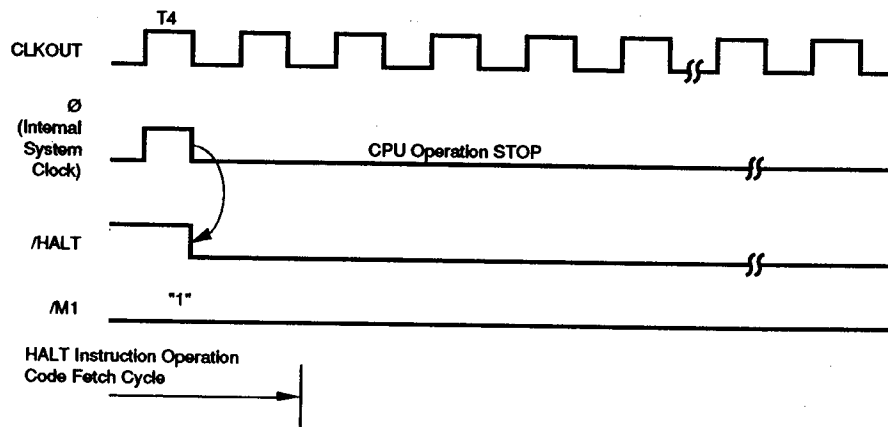 T4
CLKOUT
Ø
(Internal
System
Clock)
CPU Operation STOP
/HALT
/M1
"1"
HALT Instruction Operation
Code Fetch Cycle